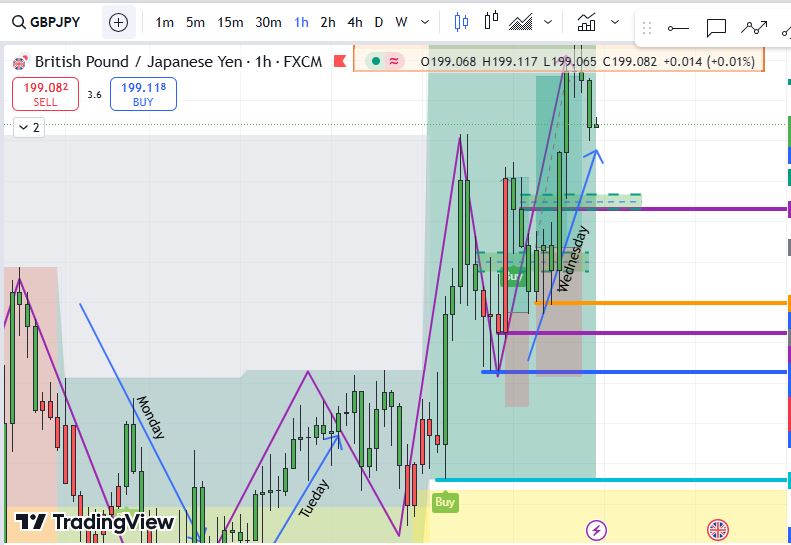 GBPJPY
1m 5m 15m 30m 1h 2h 4h D W
British Pound / Japanese Yen · 1h · FXCM
O199.068 H199.117 L199.065 C199.082 +0.014 (+0.01%)
199.082 3.6 199.118
SELL BUY
2
Wednesday
Buy
Monday
Tueday
Buy
TradingView